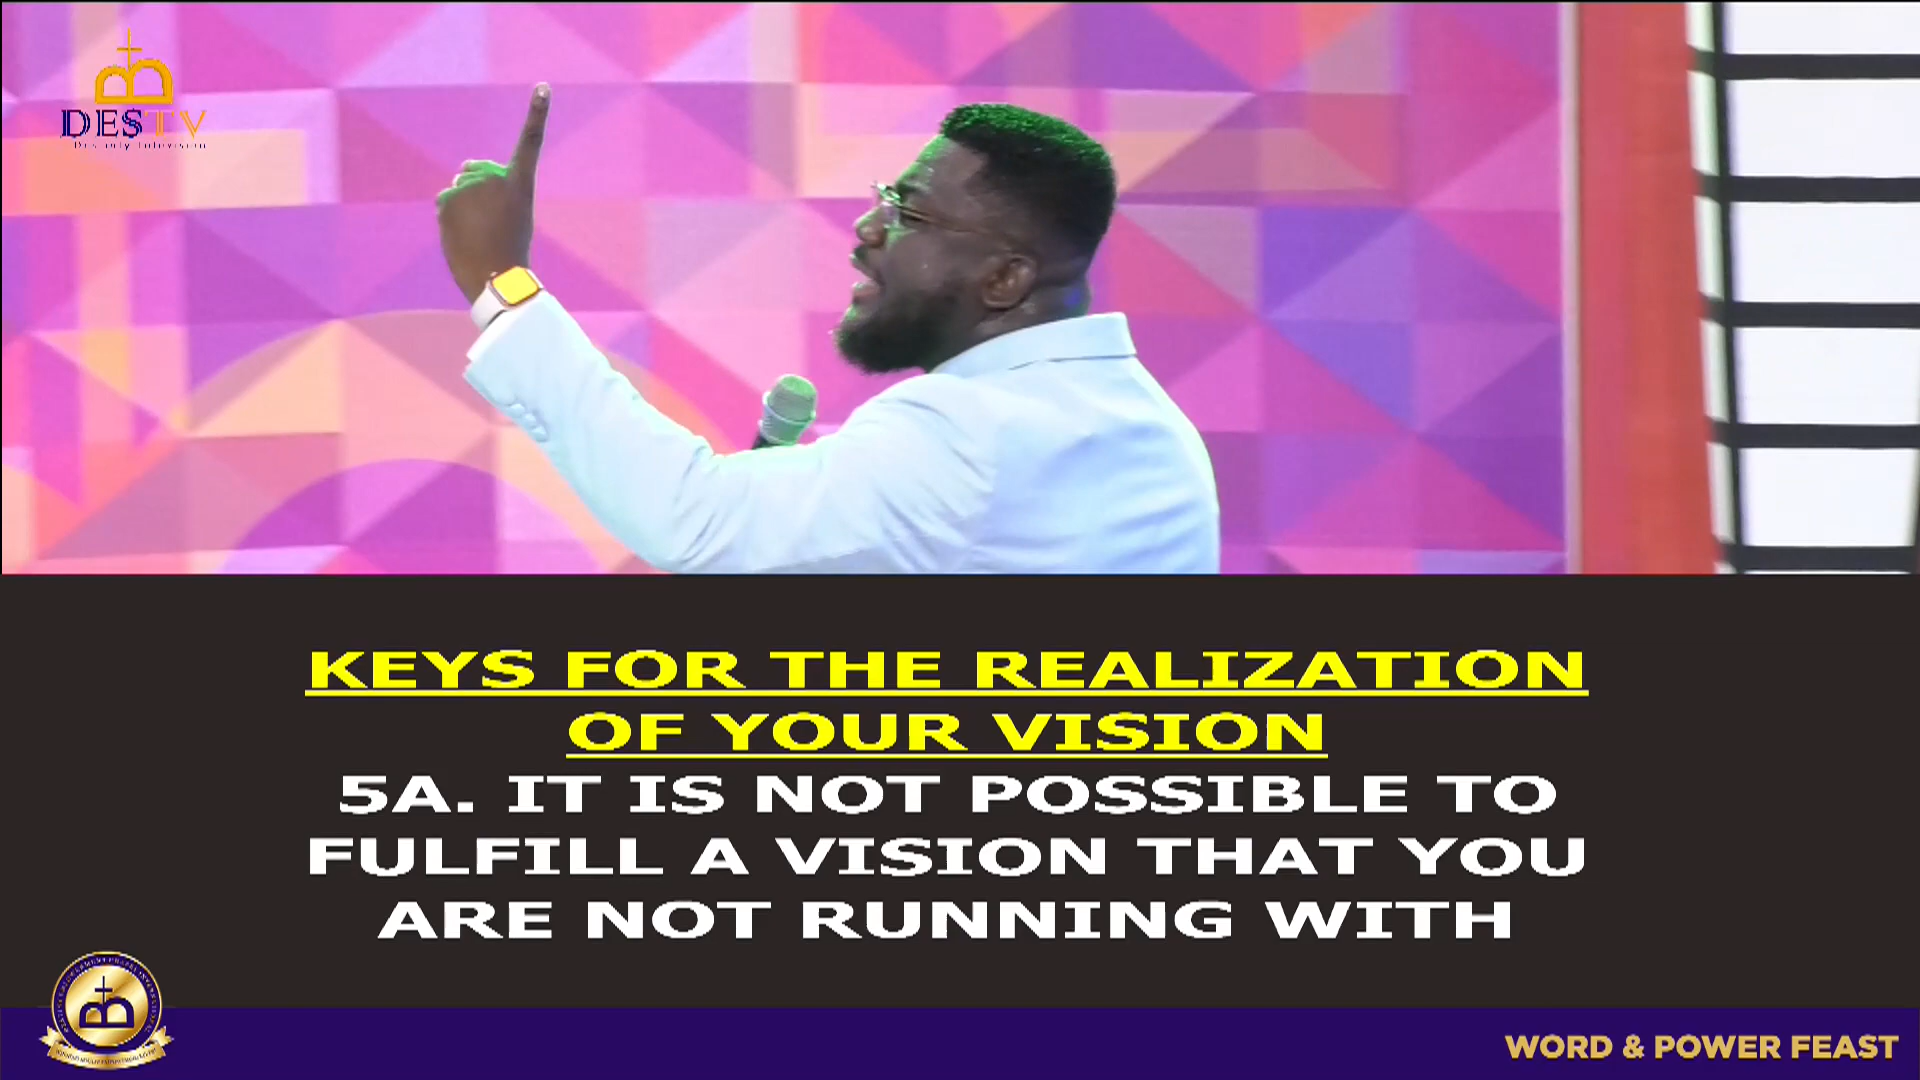 DESTV
KEYS FOR THE REALIZATION
OF YOUR VISION
5A. IT IS NOT POSSIBLE TO
FULFILL A VISION THAT YOU
ARE NOT RUNNING WITH
WORD & POWER FEAST